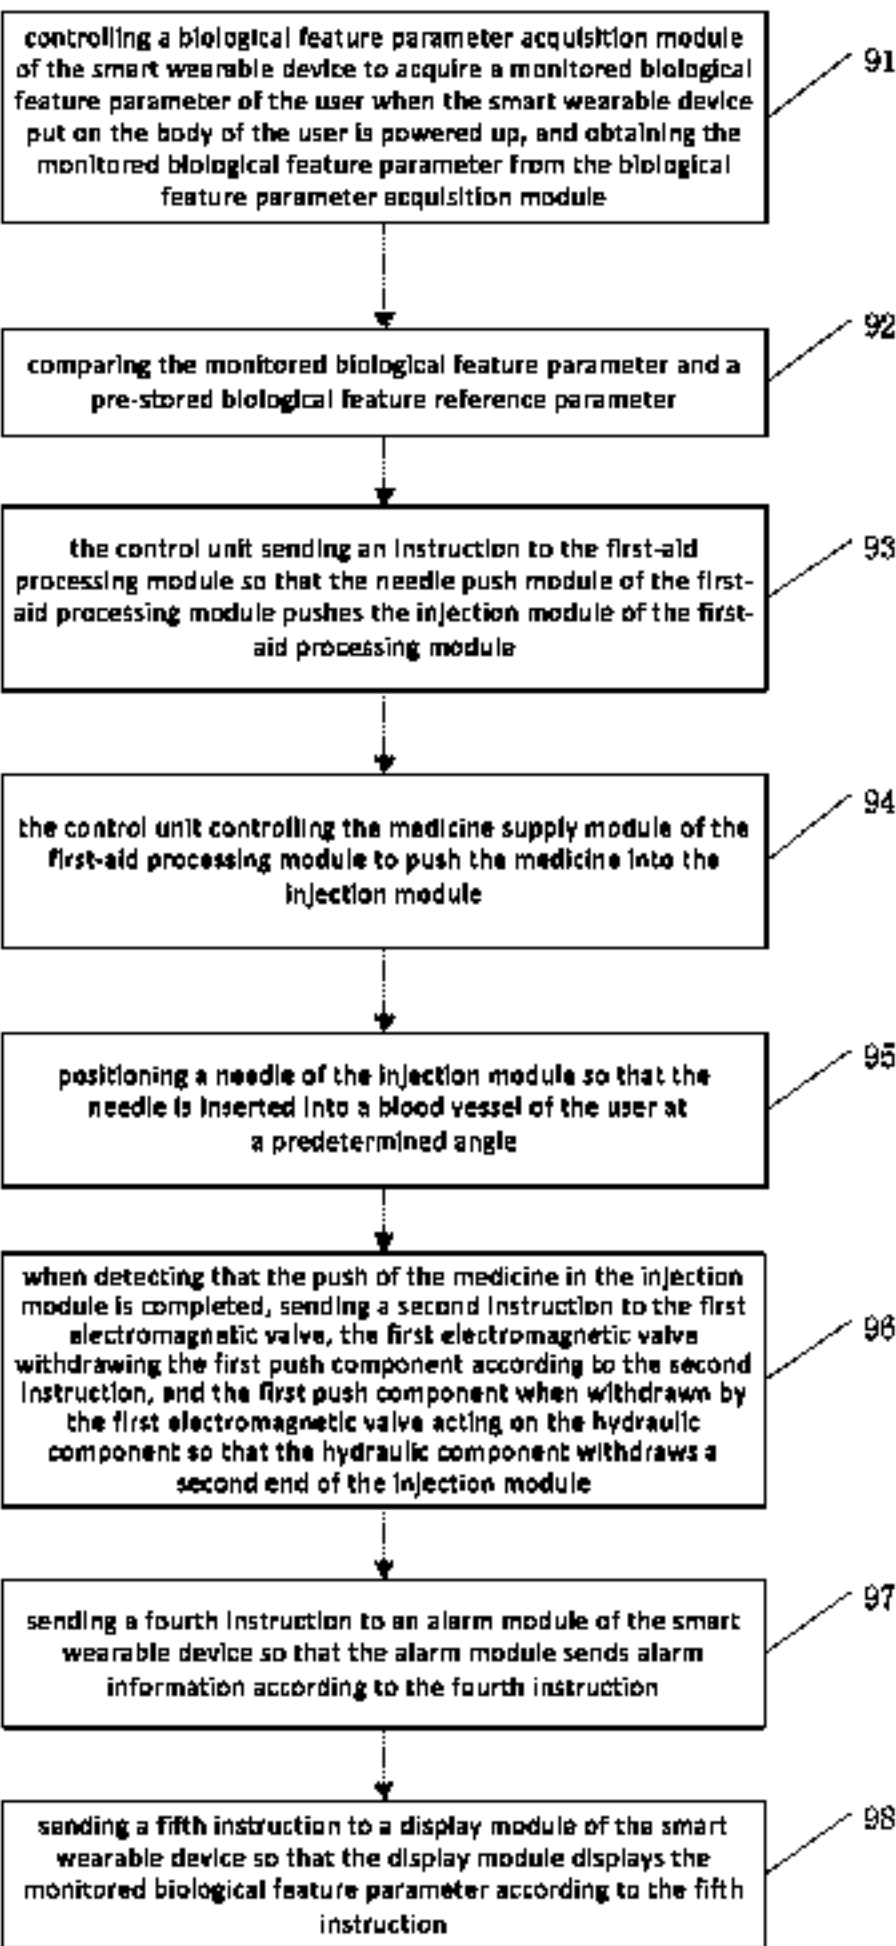 controlling a biological feature parameter acquisition module
of the smart wearable device to acquire a monitored biological
feature parameter of the user when the smart wearable device
put on the body of the user is powered up, and obtaining the
monitored biological feature parameter from the biological
feature parameter acquisition module
91
comparing the monitored biological feature parameter and a
pre-stored biological feature reference parameter
92
the control unit sending an instruction to the first-aid
processing module so that the needle push module of the first-
aid processing module pushes the injection module of the first-
aid processing module
93
the control unit controlling the medicine supply module of the
first-aid processing module to push the medicine into the
injection module
94
positioning a needle of the injection module so that the
needle is inserted into a blood vessel of the user at
a predetermined angle
95
when detecting that the push of the medicine in the injection
module is completed, sending a second instruction to the first
electromagnetic valve, the first electromagnetic valve
withdrawing the first push component according to the second
instruction, and the first push component when withdrawn by
the first electromagnetic valve acting on the hydraulic
component so that the hydraulic component withdraws a
second end of the injection module
96
sending a fourth instruction to an alarm module of the smart
wearable device so that the alarm module sends alarm
information according to the fourth instruction
97
sending a fifth instruction to a display module of the smart
wearable device so that the display module displays the
monitored biological feature parameter according to the fifth
instruction
98